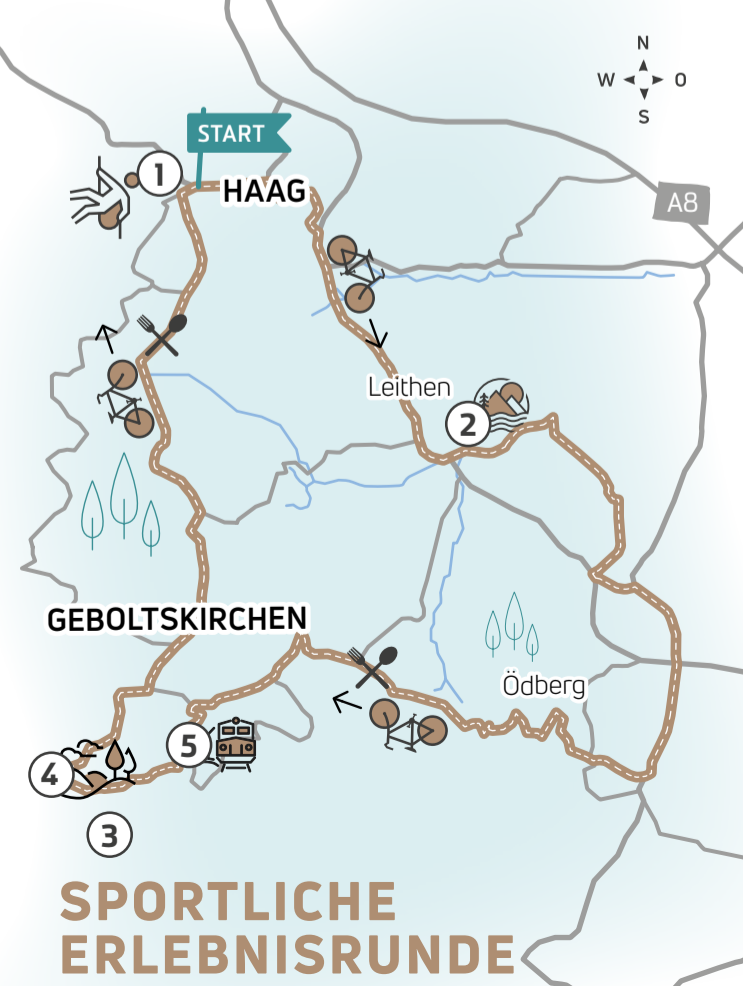 N
W O
S
START
1
HAAG
A8
Leithen
2
GEBOLTSKIRCHEN
Ödberg
5
4
3
SPORTLICHE
ERLEBNISRUNDE